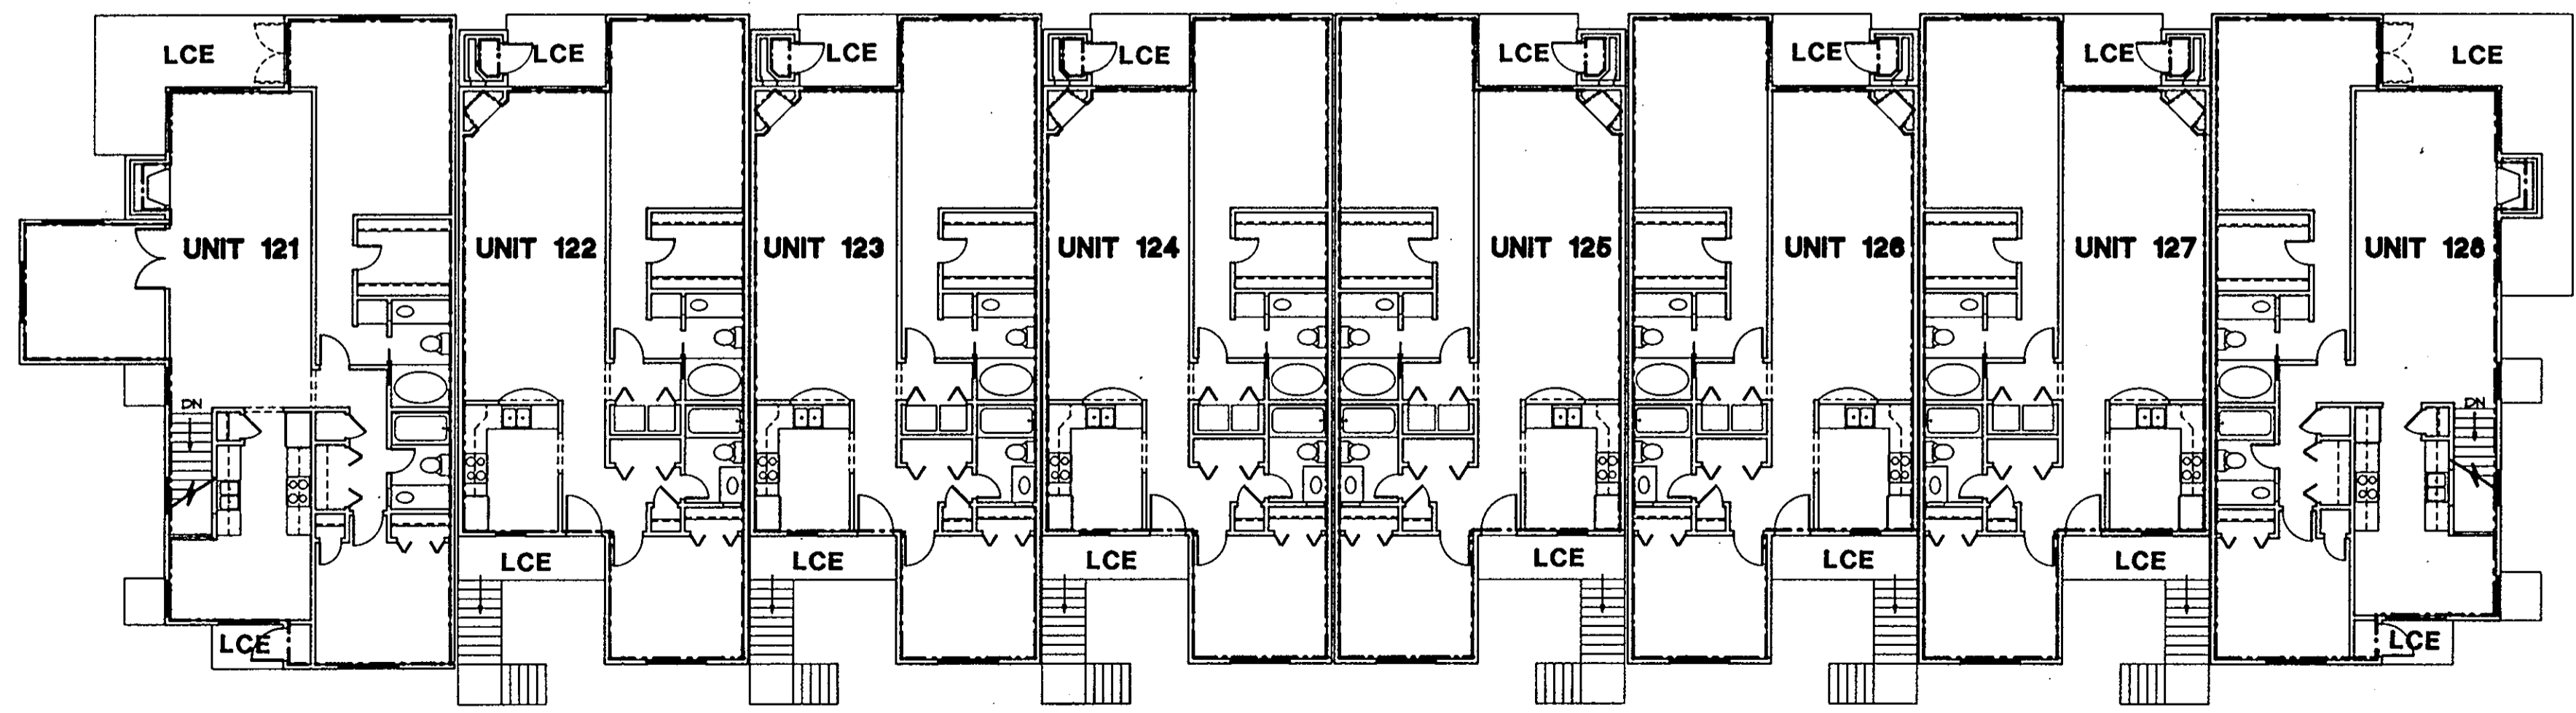 LCE LCE LCE LCE LCE LCE LCE LCE
UNIT 121 UNIT 122 UNIT 123 UNIT 124 UNIT 125 UNIT 126 UNIT 127 UNIT 128
DN DN
LCE LCE LCE LCE LCE LCE
LCE LCE